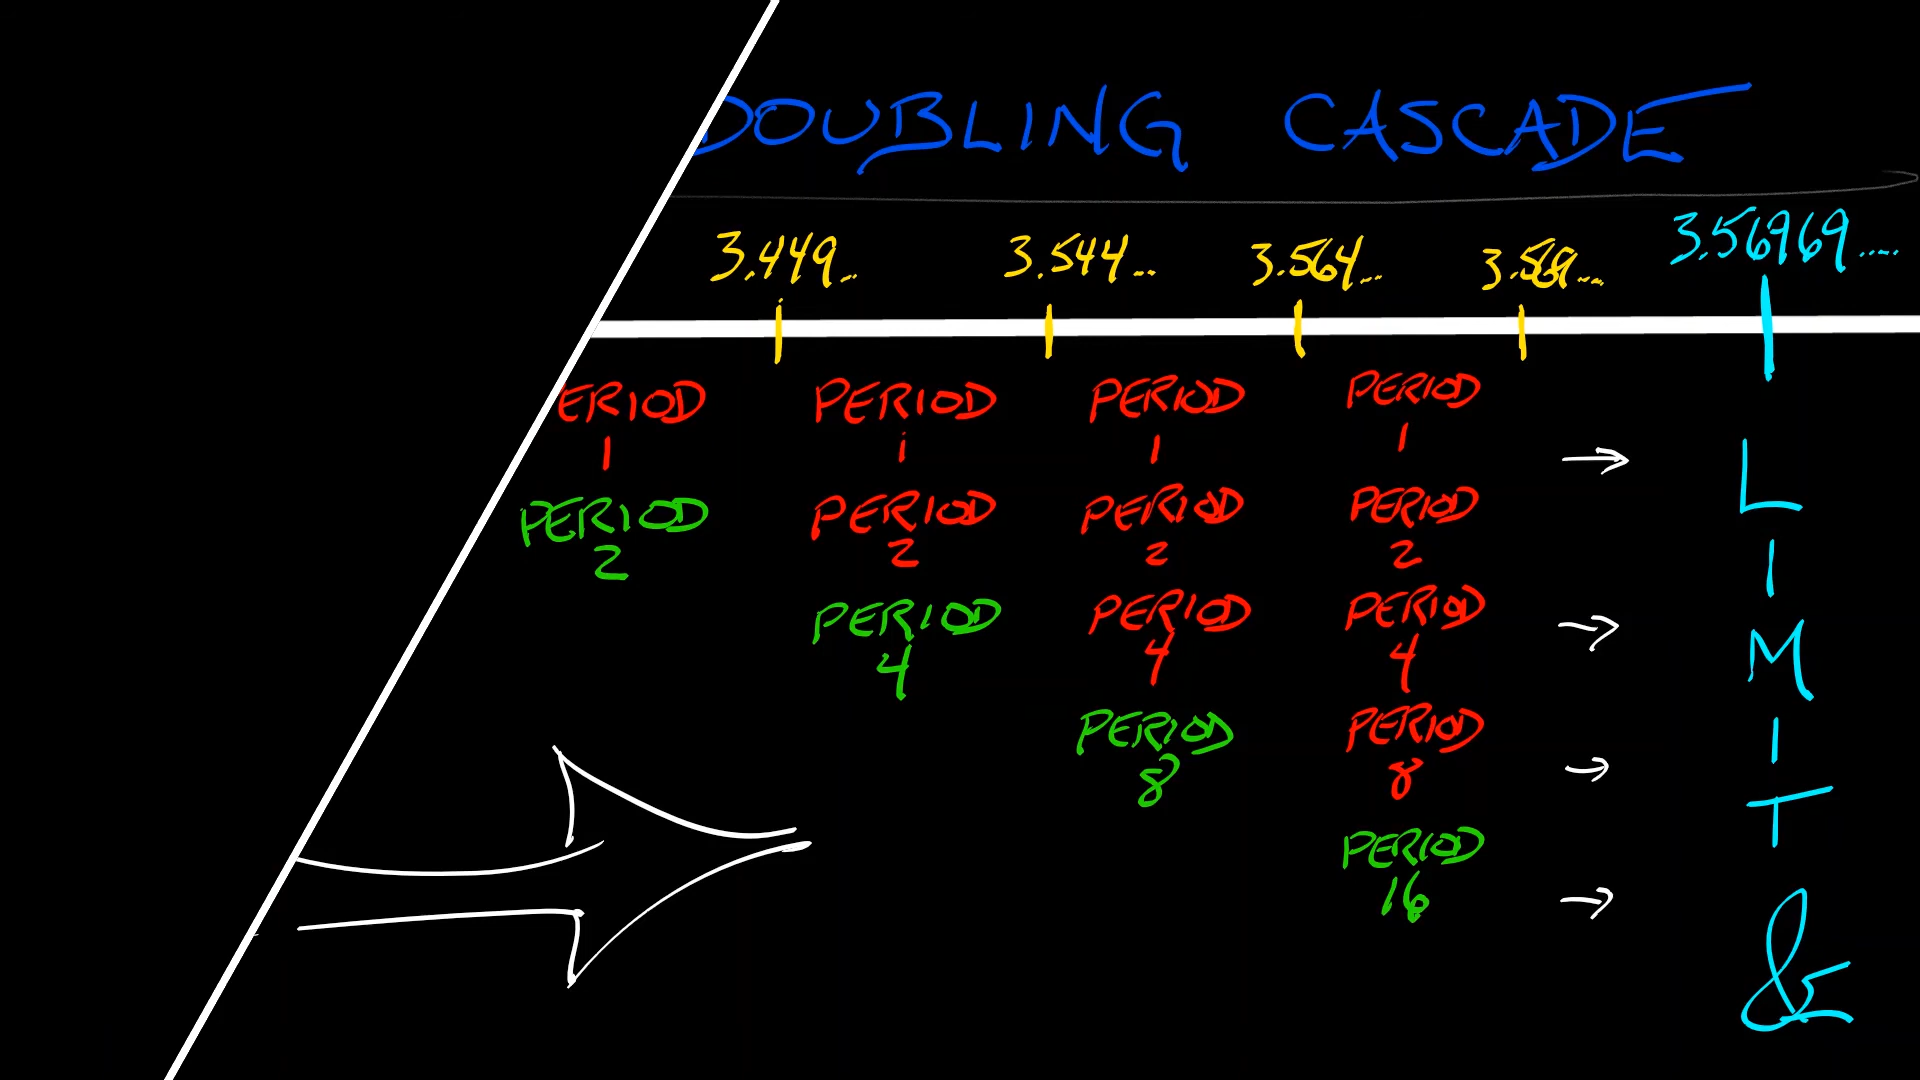 DOUBLING CASCADE
3.449.. 3.544... 3.564... 3.569... 3.56969.....
ERIOD PERIOD PERIOD PERIOD
1 1 1 1
PERIOD PERIOD PERIOD PERIOD
2 2 2 2
PERIOD PERIOD PERIOD
4 4 4
PERIOD PERIOD
8 8
PERIOD
16
LIMIT
&